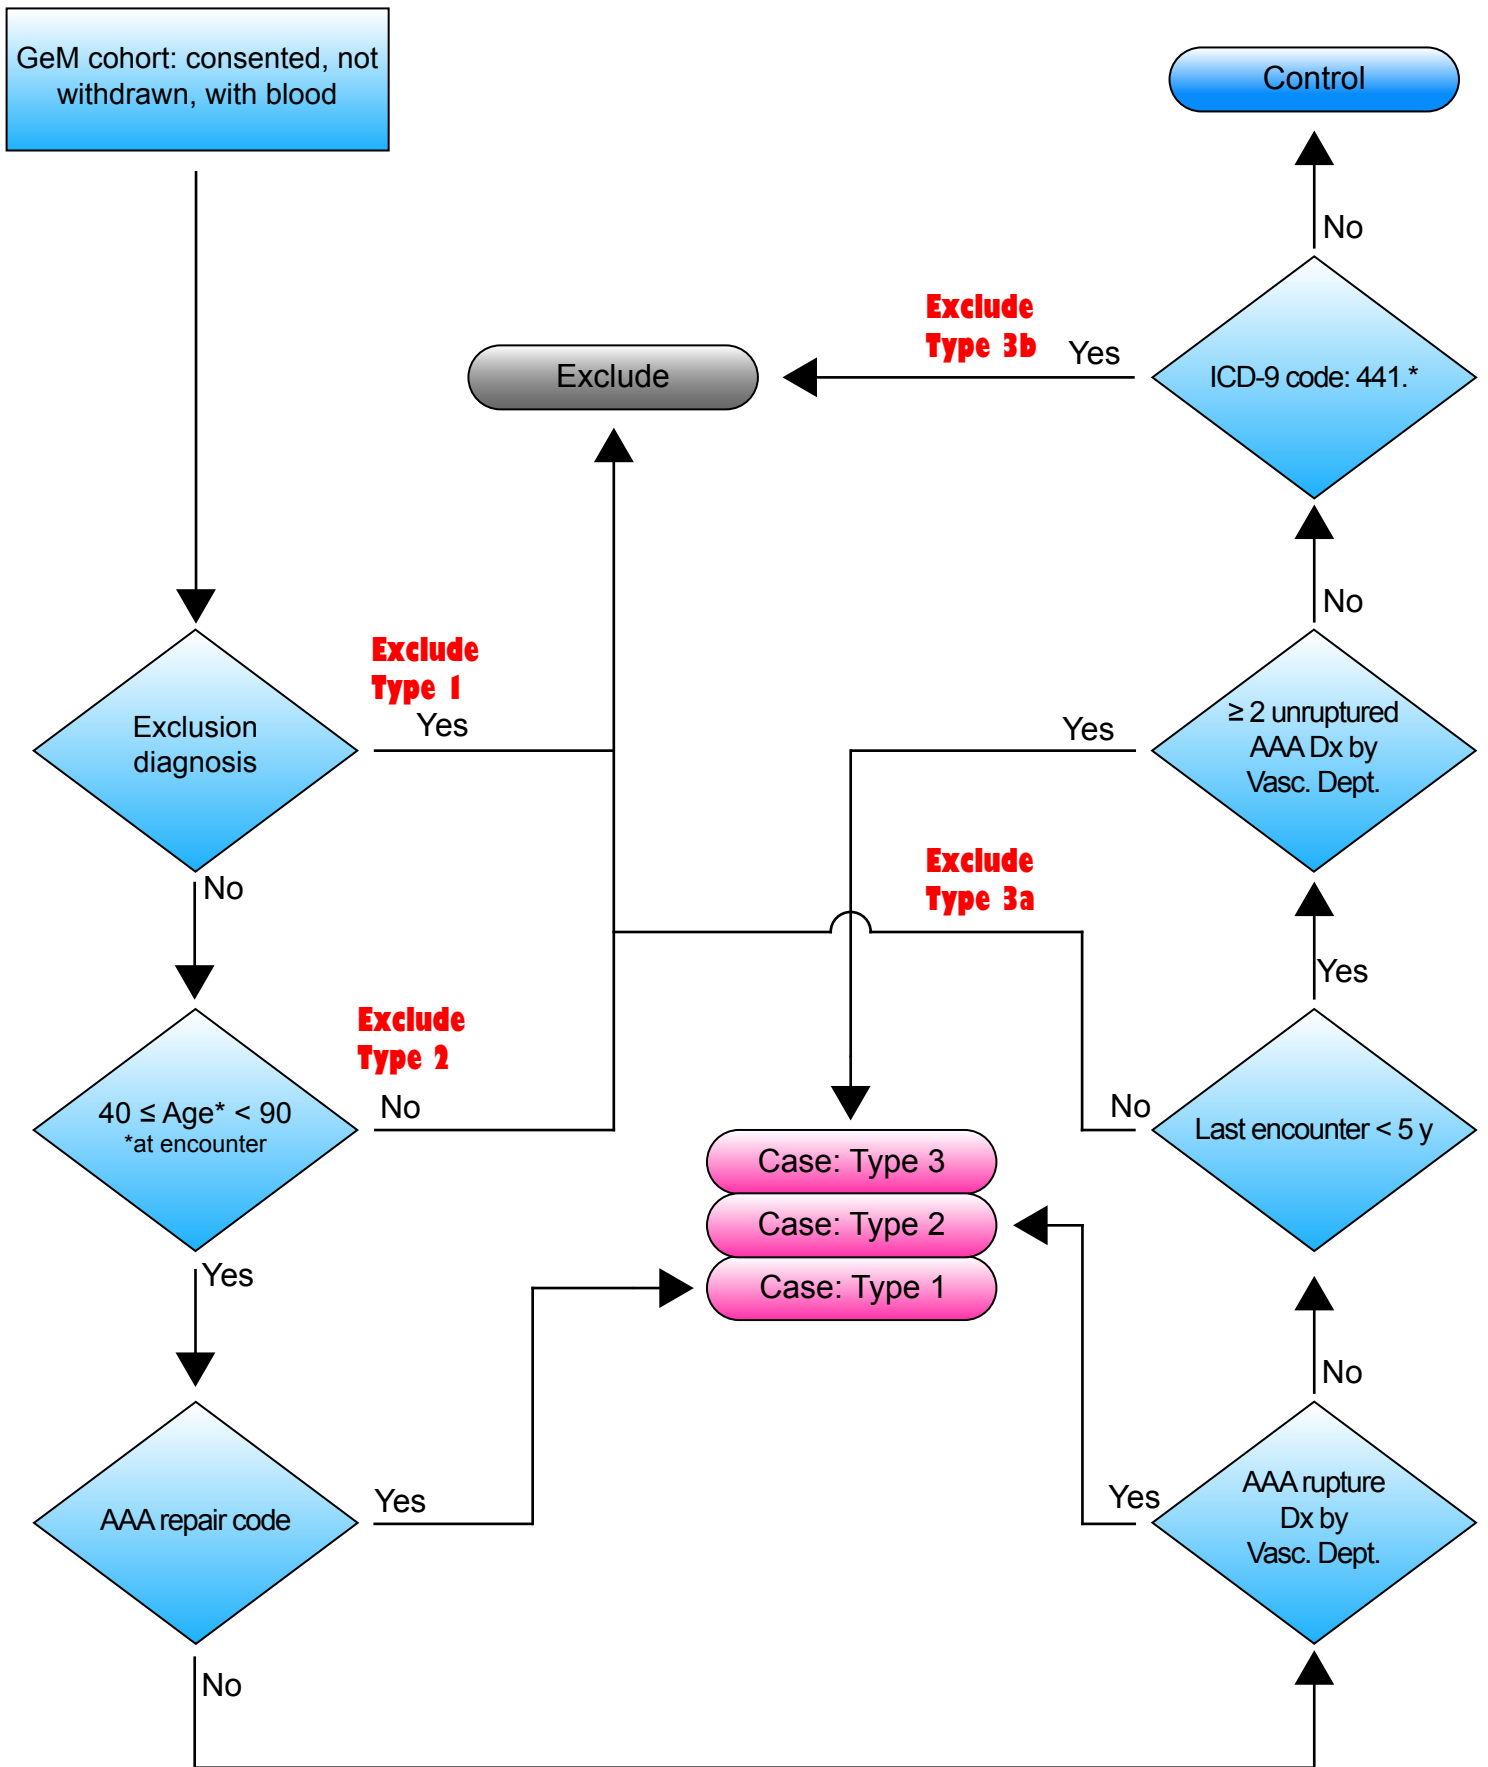 GeM cohort: consented, not
withdrawn, with blood
Control
No
Exclude
Type 3b
Yes
ICD-9 code: 441.*
Exclude
No
Exclude
Type 1
Yes
Exclusion
diagnosis
Yes
≥ 2 unruptured
AAA Dx by
Vasc. Dept.
No
Exclude
Type 3a
Yes
Exclude
Type 2
No
40 ≤ Age* < 90
*at encounter
No
Last encounter < 5 y
Case: Type 3
Case: Type 2
Case: Type 1
Yes
No
AAA repair code
Yes
Yes
AAA rupture
Dx by
Vasc. Dept.
No